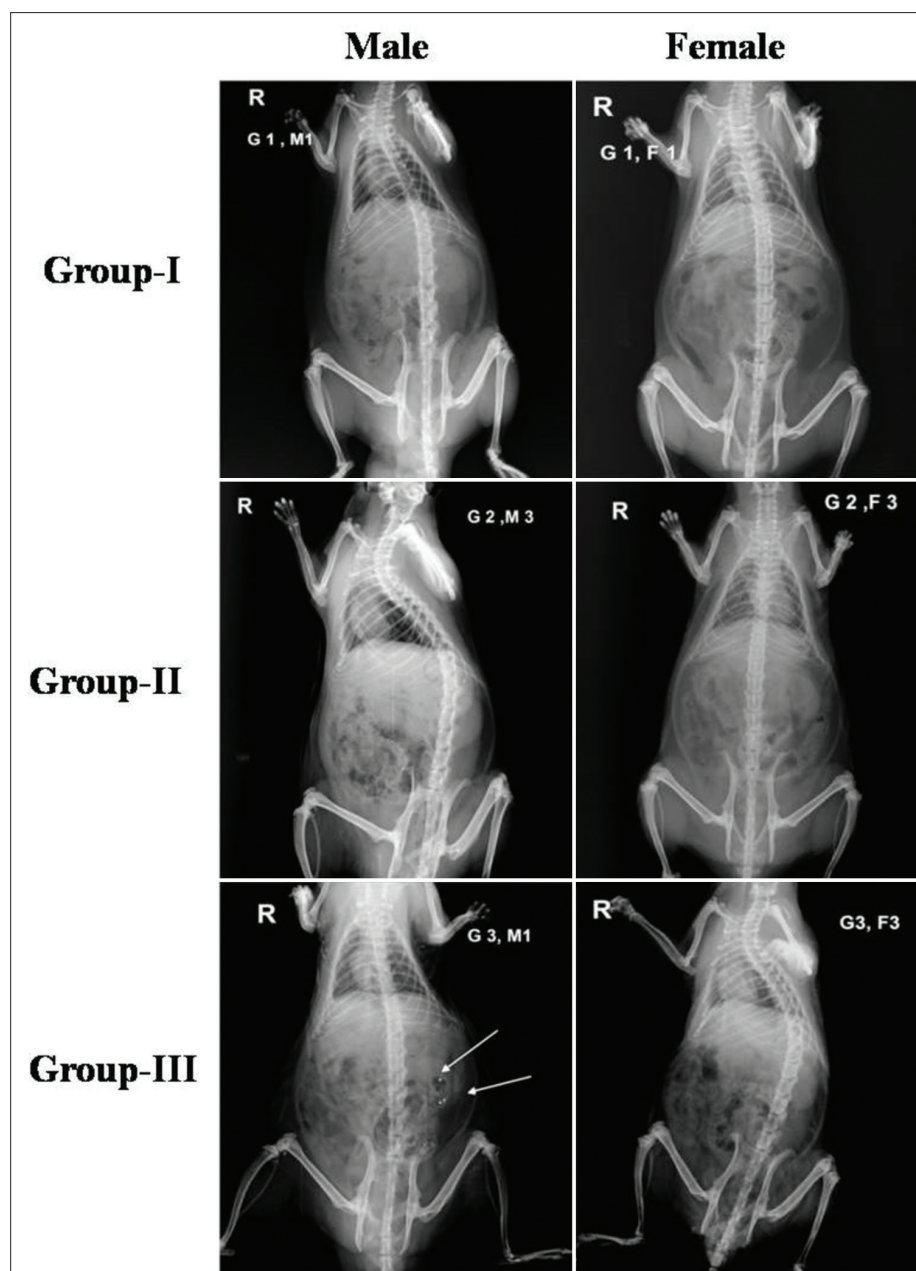 Male Female
R
G 1 , M1
R
G 1, F 1
Group-I
R
G 2 ,M 3
R
G 2 ,F 3
Group-II
R
G 3, M1
R
G3, F3
Group-III